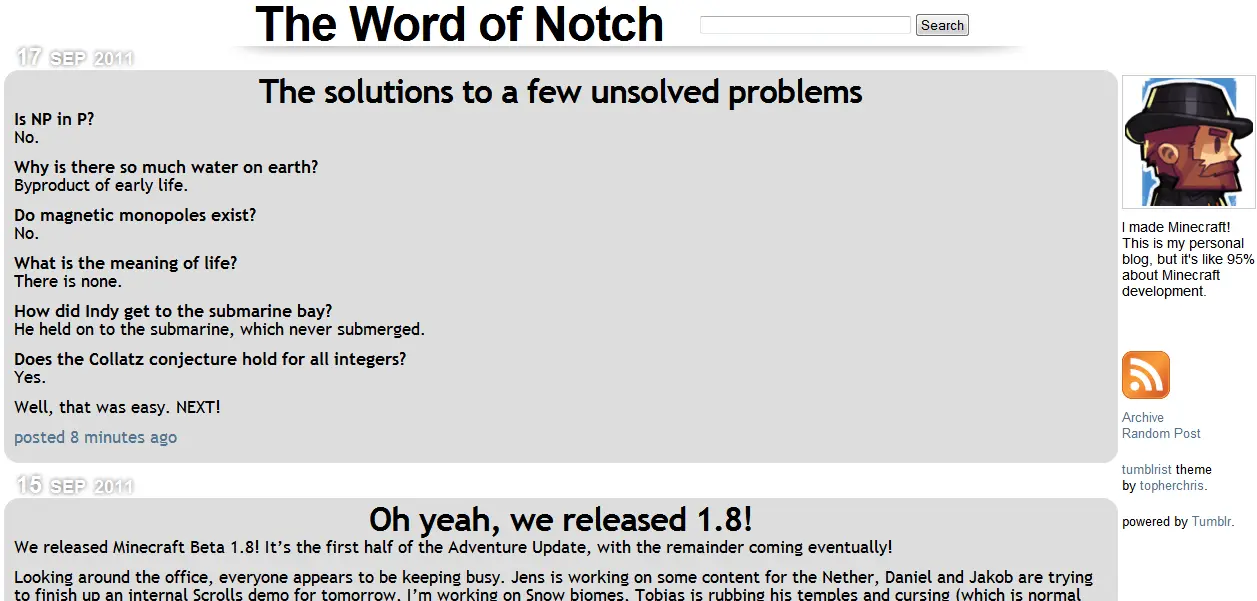 The Word of Notch
Search
17 SEP 2011
The solutions to a few unsolved problems
Is NP in P?
No.
Why is there so much water on earth?
Byproduct of early life.
Do magnetic monopoles exist?
No.
What is the meaning of life?
There is none.
How did Indy get to the submarine bay?
He held on to the submarine, which never submerged.
Does the Collatz conjecture hold for all integers?
Yes.
Well, that was easy. NEXT!
posted 8 minutes ago
15 SEP 2011
Oh yeah, we released 1.8!
We released Minecraft Beta 1.8! It’s the first half of the Adventure Update, with the remainder coming eventually!
Looking around the office, everyone appears to be keeping busy. Jens is working on some content for the Nether, Daniel and Jakob are trying
to finish up an internal Scrolls demo for tomorrow, I’m working on Snow biomes, Tobias is rubbing his temples and cursing (which is normal
I made Minecraft!
This is my personal
blog, but it's like 95%
about Minecraft
development.
Archive
Random Post
tumblrist theme
by topherchris.
powered by Tumblr.